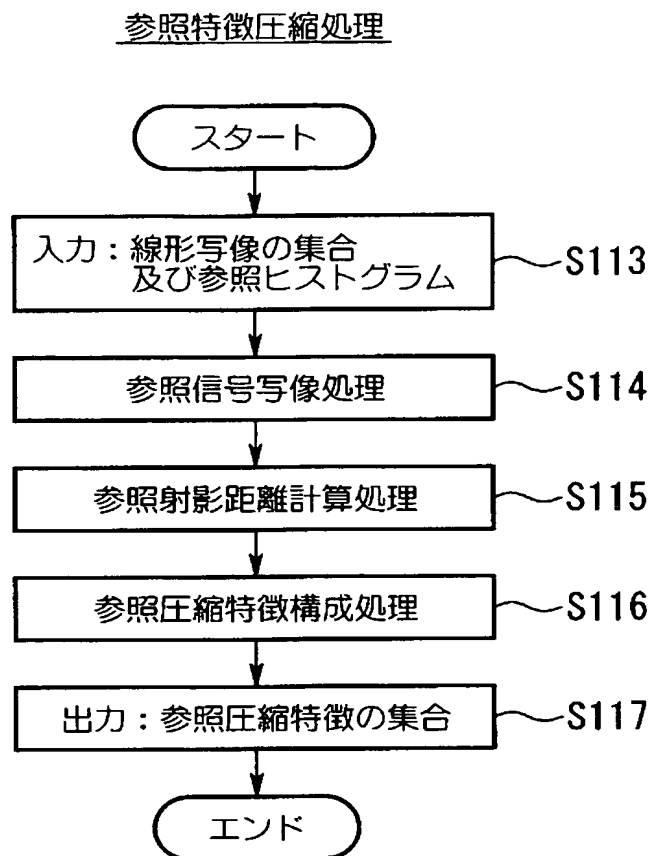 参照特徴圧縮処理
スタート
入力：線形写像の集合
及び参照ヒストグラム
S113
参照信号写像処理
S114
参照射影距離計算処理
S115
参照圧縮特徴構成処理
S116
出力：参照圧縮特徴の集合
S117
エンド